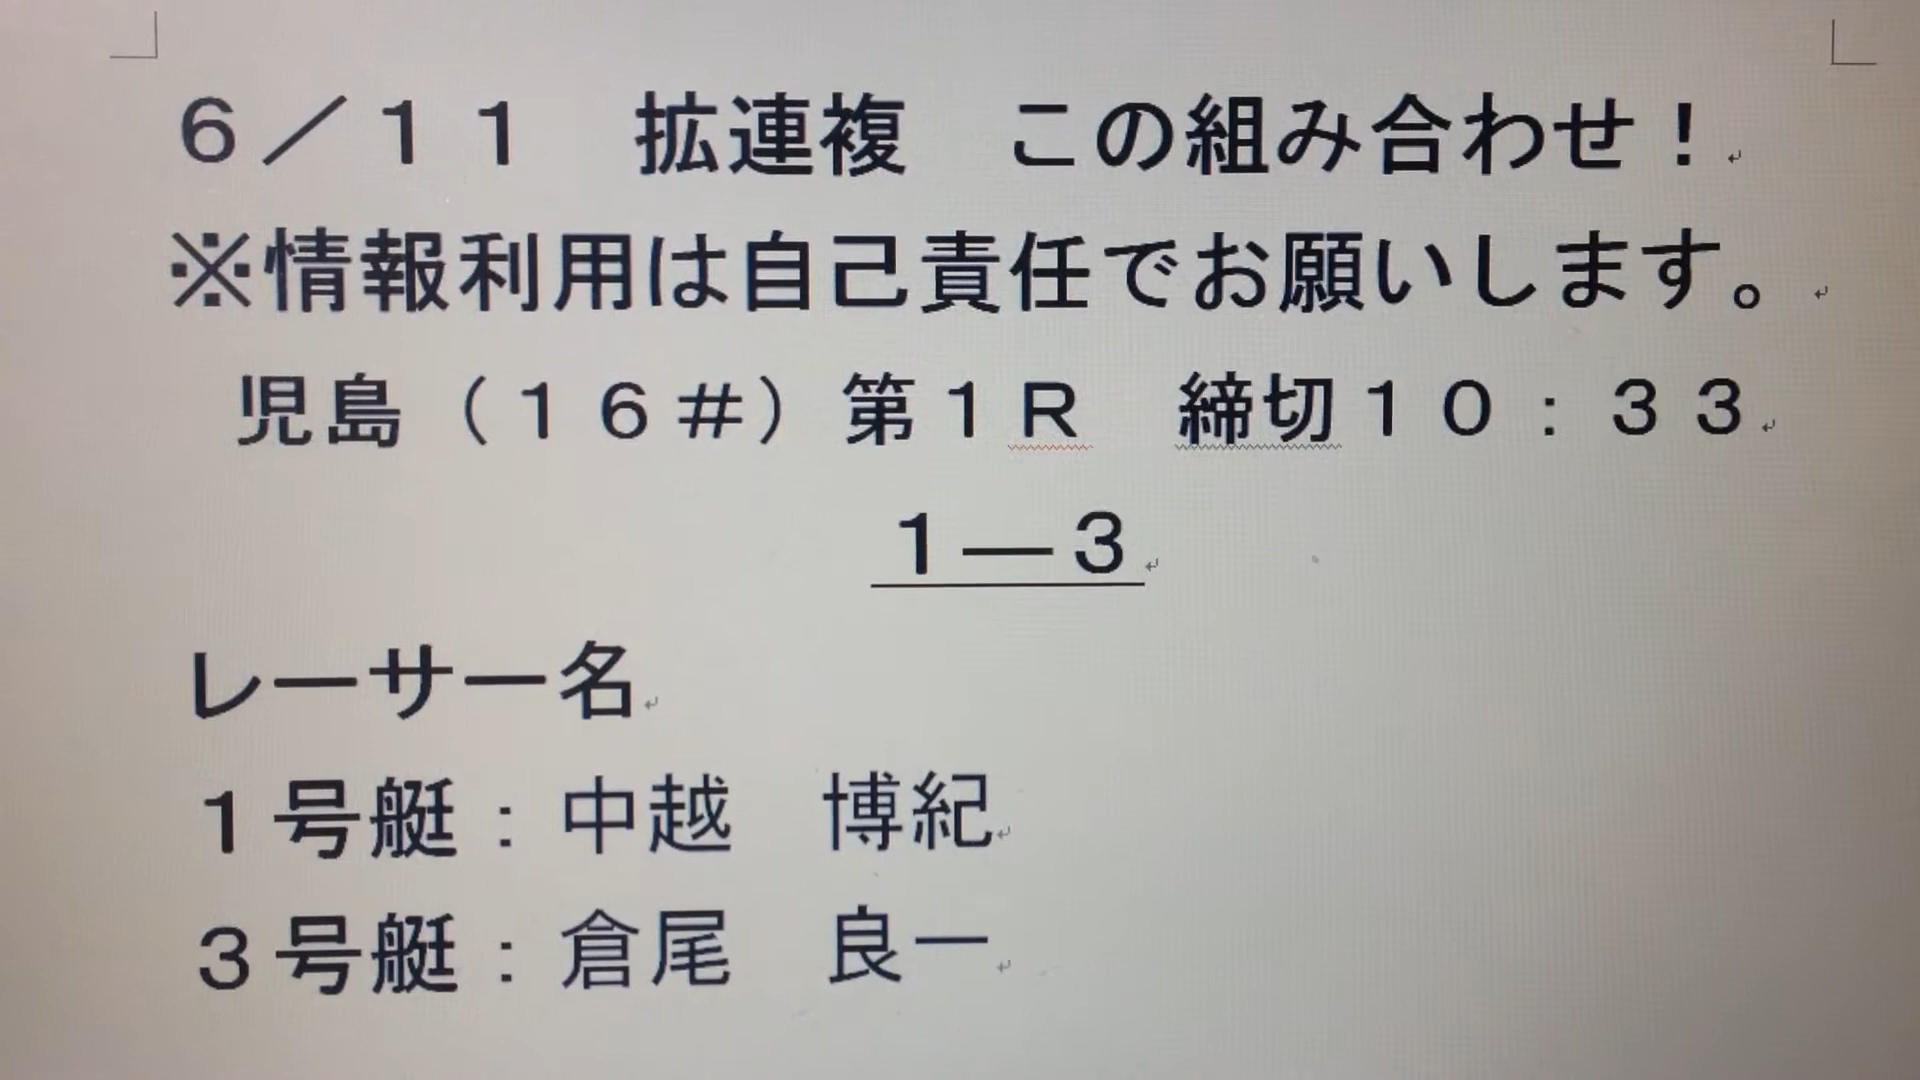 ６／１１　拡連複　この組み合わせ！
※情報利用は自己責任でお願いします。
児島（１６＃）第１Ｒ　締切１０：３３
１―３
レーサー名
１号艇：中越　博紀
３号艇：倉尾　良一